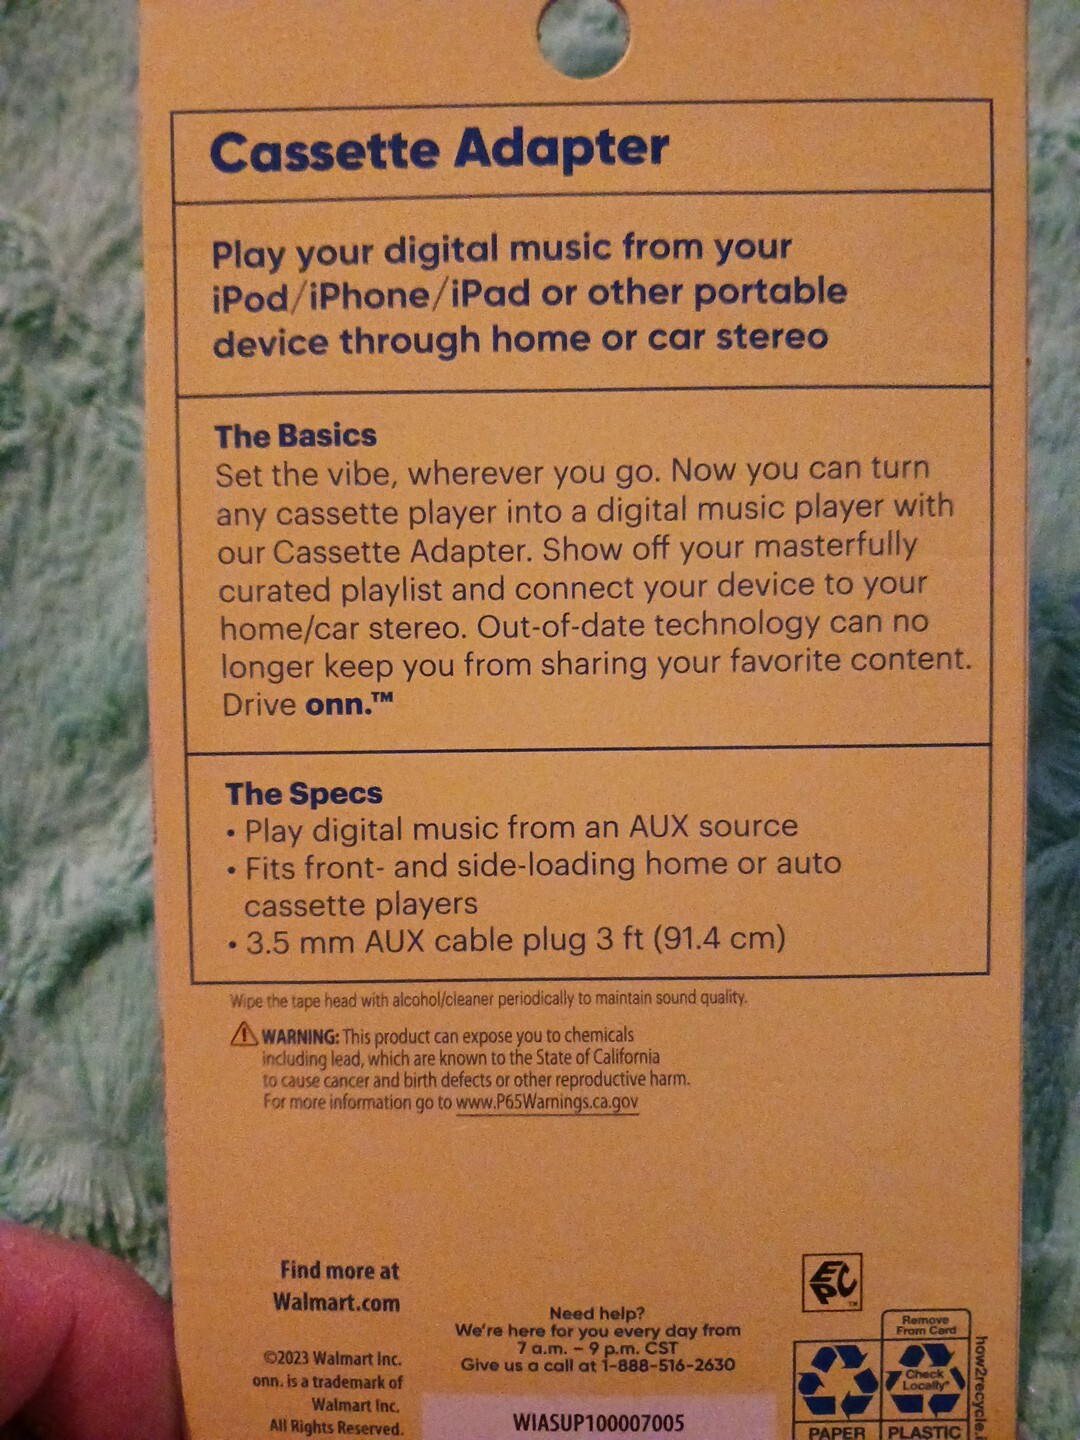 Cassette Adapter
Play your digital music from your
iPod/iPhone/iPad or other portable
device through home or car stereo
The Basics
Set the vibe, wherever you go. Now you can turn
any cassette player into a digital music player with
our Cassette Adapter. Show off your masterfully
curated playlist and connect your device to your
home/car stereo. Out-of-date technology can no
longer keep you from sharing your favorite content.
Drive onn.™
The Specs
• Play digital music from an AUX source
• Fits front- and side-loading home or auto
cassette players
• 3.5 mm AUX cable plug 3 ft (91.4 cm)
Wipe the tape head with alcohol/cleaner periodically to maintain sound quality.
WARNING: This product can expose you to chemicals
including lead, which are known to the State of California
to cause cancer and birth defects or other reproductive harm.
For more information go to www.P65Warnings.ca.gov
Find more at
Walmart.com
©2023 Walmart Inc.
onn. is a trademark of
Walmart Inc.
All Rights Reserved.
Need help?
We're here for you every day from
7 a.m. – 9 p.m. CST
Give us a call at 1-888-516-2630
WIASUP100007005
EPC™
Remove
From Card
Check
Locally*
PAPER
PLASTIC
how2recycle.i